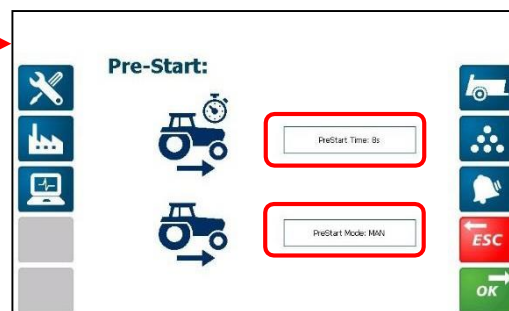 Pre-Start:
PreStart Time: 8s
PreStart Mode: MAN
ESC
OK